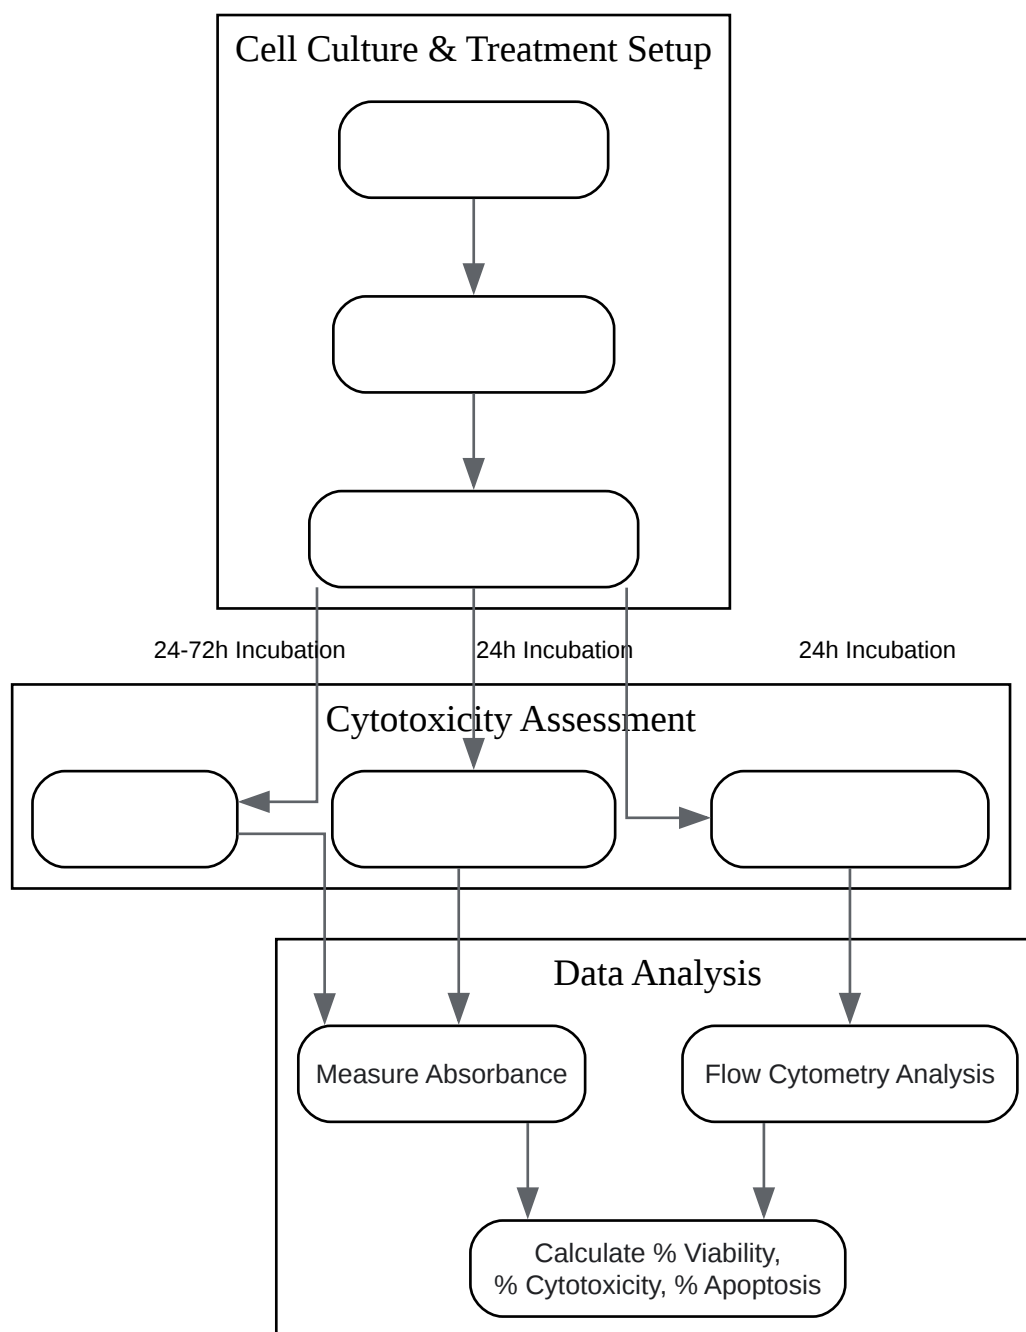 Cell Culture & Treatment Setup
24-72h Incubation
24h Incubation
24h Incubation
Cytotoxicity Assessment
Data Analysis
Measure Absorbance
Flow Cytometry Analysis
Calculate % Viability,
% Cytotoxicity, % Apoptosis